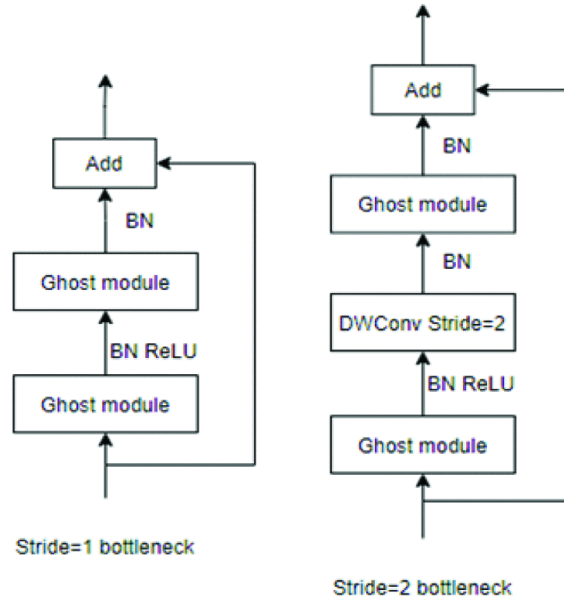 Add
BN
Ghost module
BN ReLU
Ghost module
Stride=1 bottleneck
Add
BN
Ghost module
BN
DWConv Stride=2
BN ReLU
Ghost module
Stride=2 bottleneck